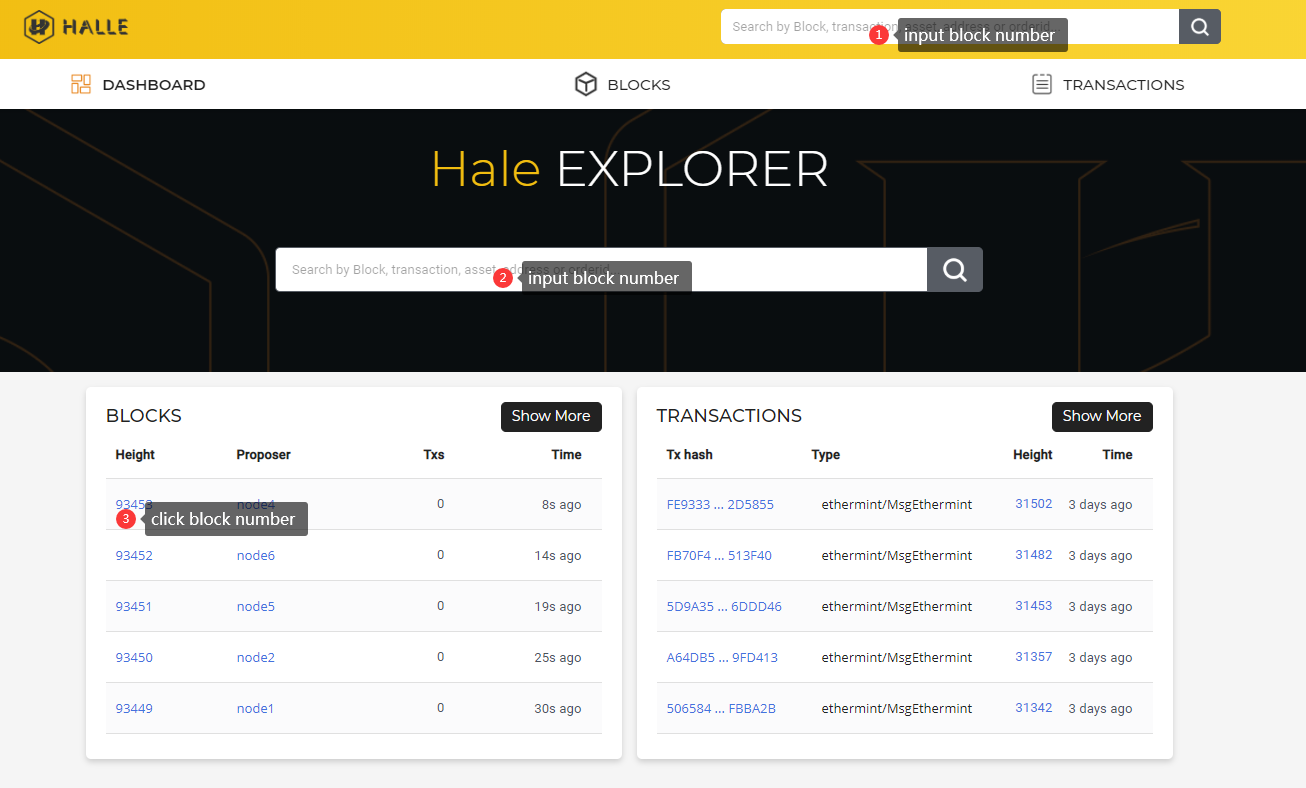 HALLE
Search by Block, transaction, asset, address or orderid...
1 input block number
DASHBOARD
BLOCKS
TRANSACTIONS
Hale EXPLORER
Search by Block, transaction, asset, address or orderid...
2 input block number
BLOCKS Show More
Height Proposer Txs Time
93453 node4 0 8s ago
3 click block number
93452 node6 0 14s ago
93451 node5 0 19s ago
93450 node2 0 25s ago
93449 node1 0 30s ago
TRANSACTIONS Show More
Tx hash Type Height Time
FE9333 ... 2D5855 ethermint/MsgEthermint 31502 3 days ago
FB70F4 ... 513F40 ethermint/MsgEthermint 31482 3 days ago
5D9A35 ... 6DDD46 ethermint/MsgEthermint 31453 3 days ago
A64DB5 ... 9FD413 ethermint/MsgEthermint 31357 3 days ago
506584 ... FBBA2B ethermint/MsgEthermint 31342 3 days ago